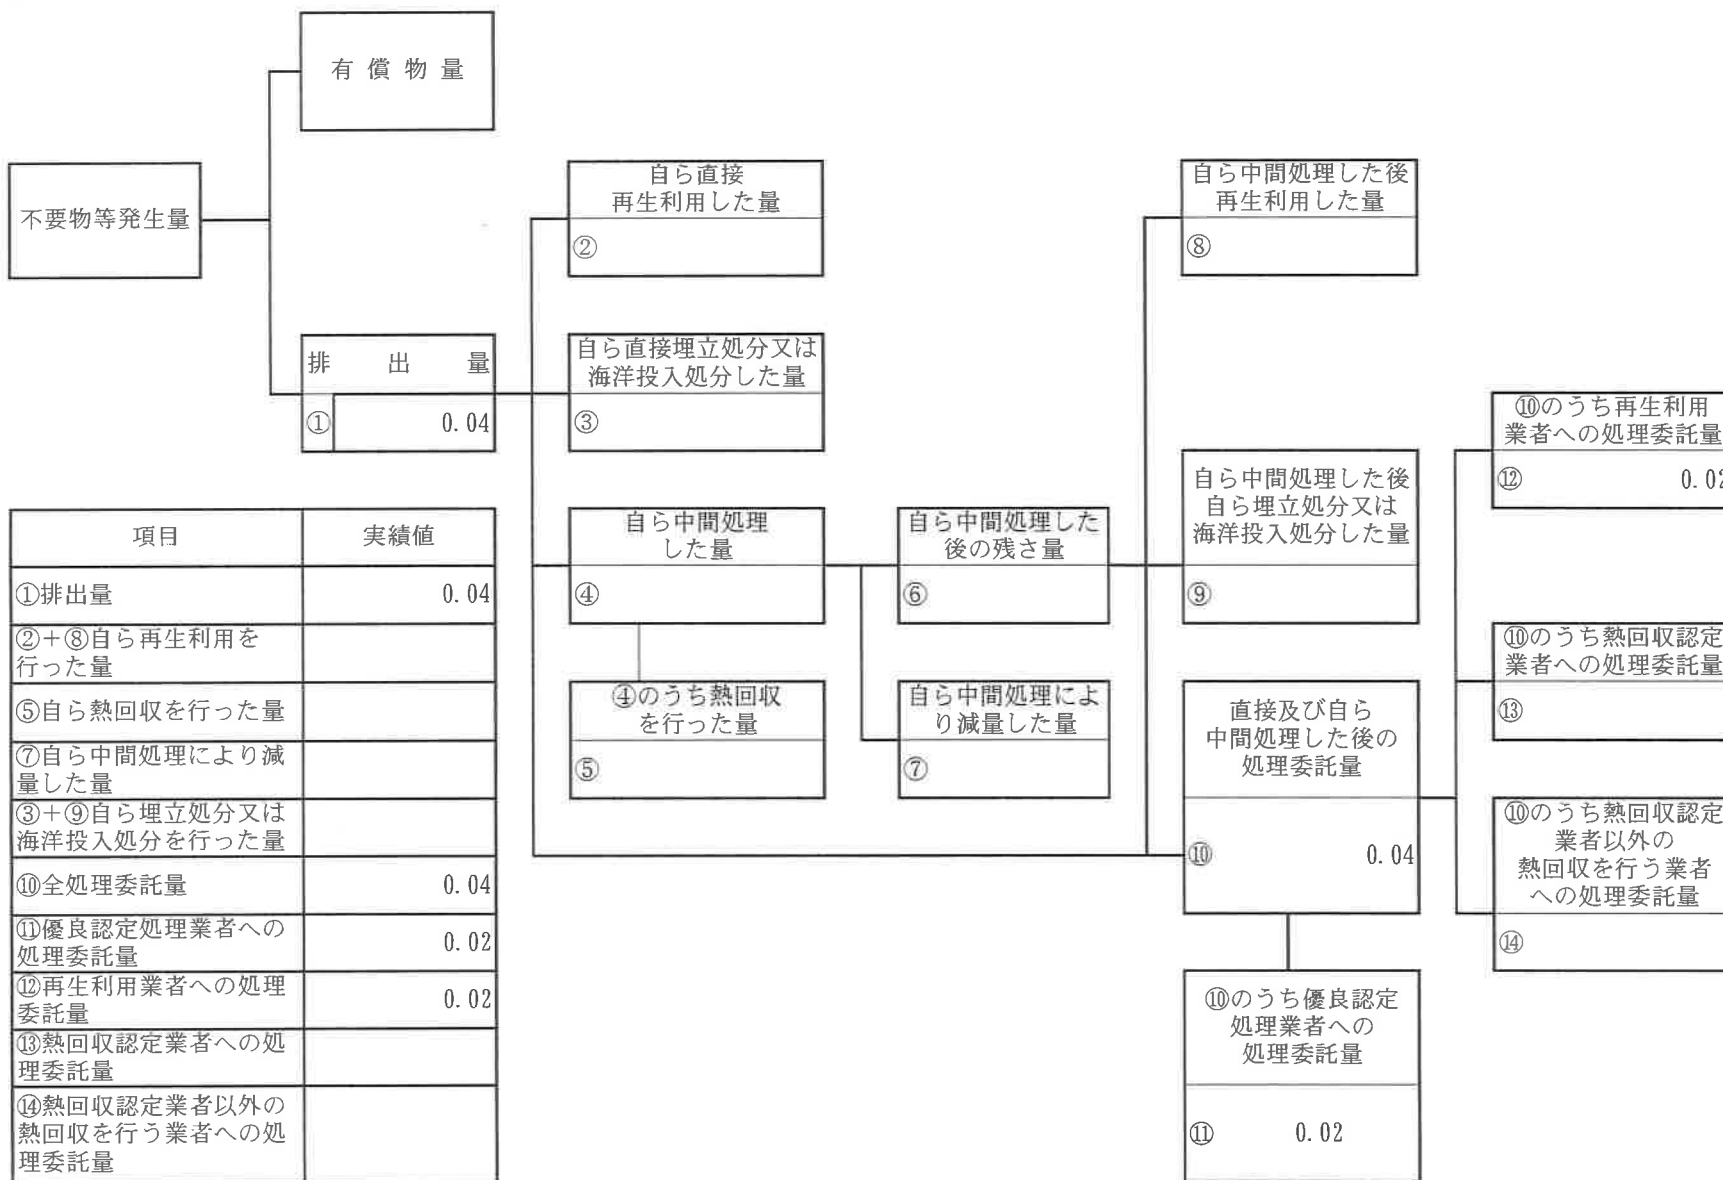 有償物量
不要物等発生量
自ら直接
再生利用した量
②
自ら中間処理した後
再生利用した量
⑧
排出量
① 0.04
自ら直接埋立処分又は
海洋投入処分した量
③
⑩のうち再生利用
業者への処理委託量
⑫ 0.02
自ら中間処理した後
自ら埋立処分又は
海洋投入処分した量
⑨
自ら中間処理
した量
④
自ら中間処理した
後の残さ量
⑥
⑩のうち熱回収認定
業者への処理委託量
⑬
④のうち熱回収
を行った量
⑤
自ら中間処理によ
り減量した量
⑦
直接及び自ら
中間処理した後の
処理委託量
⑩ 0.04
⑩のうち熱回収認定
業者以外の
熱回収を行う業者
への処理委託量
⑭
⑩のうち優良認定
処理業者への
処理委託量
⑪ 0.02
項目 実績値
①排出量 0.04
②+⑧自ら再生利用を
行った量
⑤自ら熱回収を行った量
⑦自ら中間処理により減
量した量
③+⑨自ら埋立処分又は
海洋投入処分を行った量
⑩全処理委託量 0.04
⑪優良認定処理業者への
処理委託量 0.02
⑫再生利用業者への処理
委託量 0.02
⑬熱回収認定業者への処
理委託量
⑭熱回収認定業者以外の
熱回収を行う業者への処
理委託量